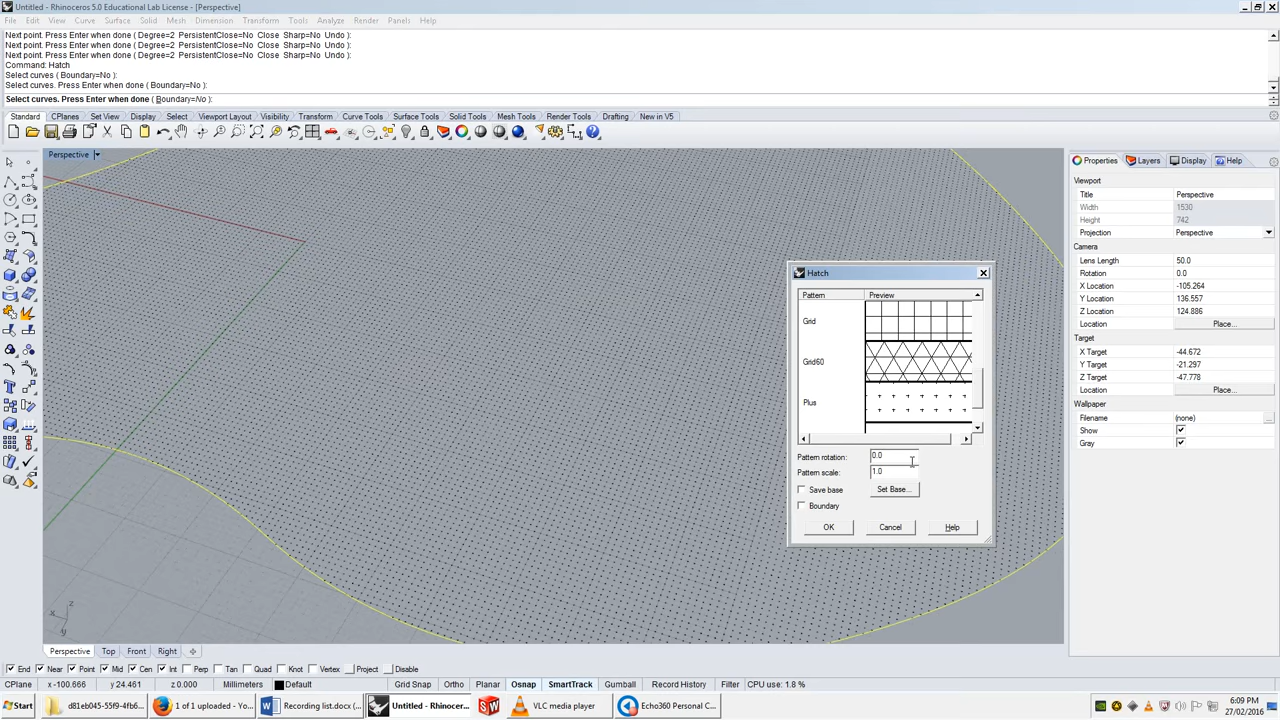 Untitled - Rhinoceros 5.0 Educational Lab License - [Perspective]
File Edit View Curve Surface Solid Mesh Dimension Transform Tools Analyze Render Panels Help
Next point. Press Enter when done ( Degree=2 PersistentClose=No Close Sharp=No Undo ):
Next point. Press Enter when done ( Degree=2 PersistentClose=No Close Sharp=No Undo ):
Next point. Press Enter when done ( Degree=2 PersistentClose=No Close Sharp=No Undo ):
Command: Hatch
Select curves ( Boundary=No ):
Select curves. Press Enter when done ( Boundary=No ):
Select curves. Press Enter when done ( Boundary=No ):
Standard CPlanes Set View Display Select Viewport Layout Visibility Transform Curve Tools Surface Tools Solid Tools Mesh Tools Render Tools Drafting New in V5
Perspective
Properties Layers Display Help
Viewport
Title Perspective
Width 1530
Height 742
Projection Perspective
Camera
Lens Length 50.0
Rotation 0.0
X Location -105.264
Y Location 136.557
Z Location 124.886
Location Place...
Target
X Target -44.672
Y Target -21.297
Z Target -47.778
Location Place...
Wallpaper
Filename (none)
Show
Gray
Hatch
Pattern Preview
Grid
Grid60
Plus
Pattern rotation: 0.0
Pattern scale: 1.0
Save base Set Base...
Boundary
OK Cancel Help
z
x
y
Perspective Top Front Right
End Near Point Mid Cen Int Perp Tan Quad Knot Vertex Project Disable
CPlane x -100.666 y 24.461 z 0.000 Millimeters Default Grid Snap Ortho Planar Osnap SmartTrack Gumball Record History Filter CPU use: 1.8 %
Start d81eb045-55f9-4fb6... 1 of 1 uploaded - Yo... Recording list.docx (... Untitled - Rhinocer... VLC media player Echo360 Personal C... 6:09 PM
27/02/2016